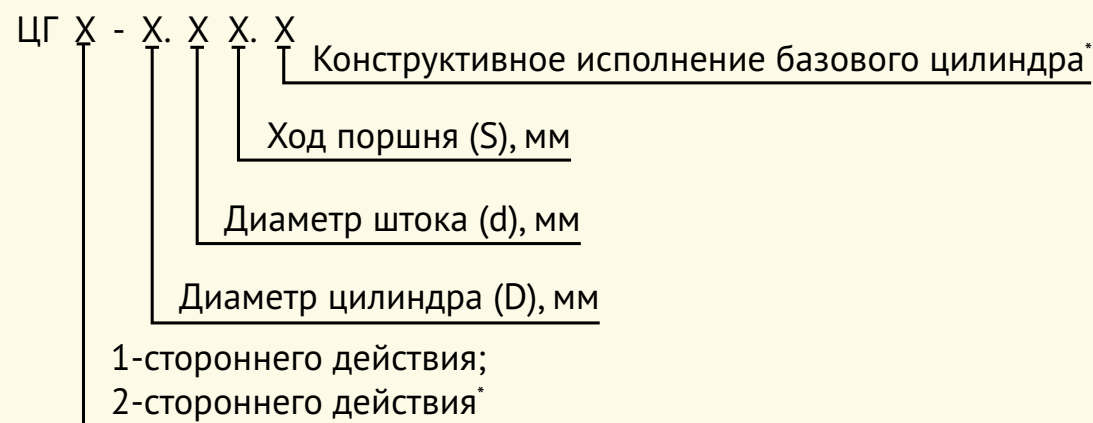 ЦГ X - X. X X. X
Конструктивное исполнение базового цилиндра*
Ход поршня (S), мм
Диаметр штока (d), мм
Диаметр цилиндра (D), мм
1-стороннего действия;
2-стороннего действия*